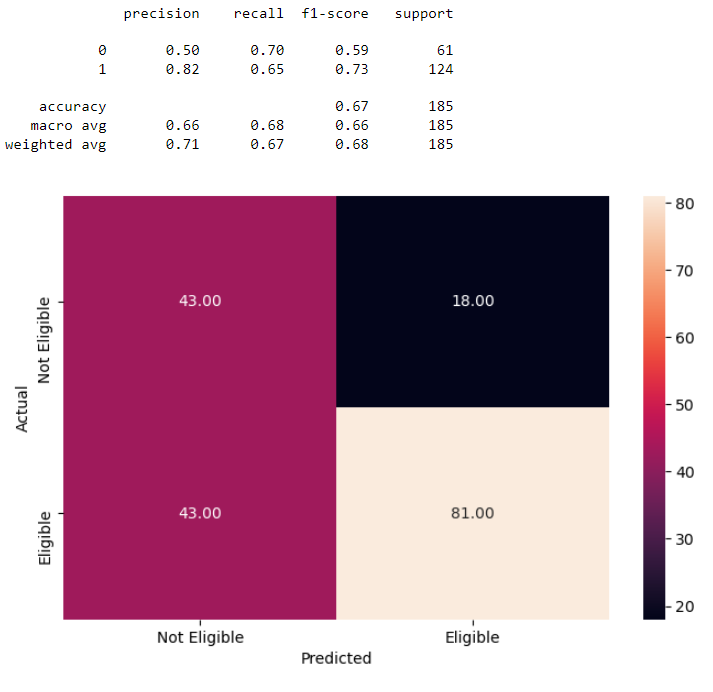 precision recall f1-score support
0 0.50 0.70 0.59 61
1 0.82 0.65 0.73 124
accuracy 0.67 185
macro avg 0.66 0.68 0.66 185
weighted avg 0.71 0.67 0.68 185
80
70
60
50
40
30
20
Actual
Not Eligible
Eligible
43.00 18.00
43.00 81.00
Not Eligible Eligible
Predicted